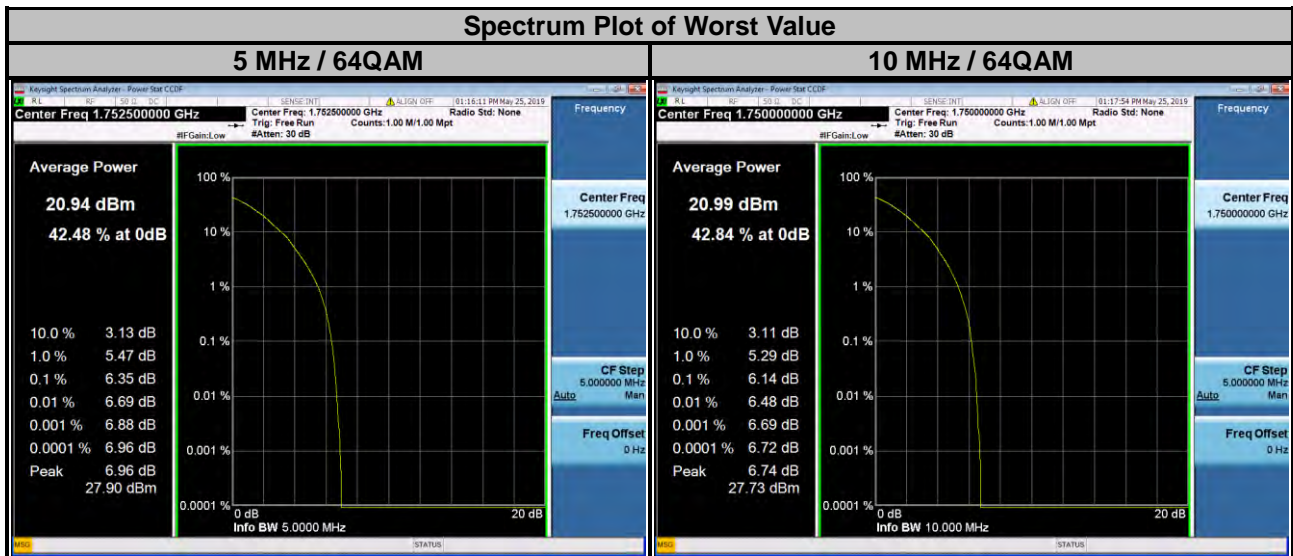 Spectrum Plot of Worst Value
5 MHz / 64QAM
10 MHz / 64QAM
Keysight Spectrum Analyzer - Power Stat CCDF
RL RF 50 Ω DC SENSE:INT ALIGN OFF 01:16:11 PM May 25, 2019
Center Freq 1.752500000 GHz
Center Freq: 1.752500000 GHz Radio Std: None
Trig: Free Run Counts:1.00 M/1.00 Mpt
#IFGain:Low #Atten: 30 dB
Frequency
Average Power
20.94 dBm
42.48 % at 0dB
10.0 % 3.13 dB
1.0 % 5.47 dB
0.1 % 6.35 dB
0.01 % 6.69 dB
0.001 % 6.88 dB
0.0001 % 6.96 dB
Peak 6.96 dB
27.90 dBm
100 %
10 %
1 %
0.1 %
0.01 %
0.001 %
0.0001 %
0 dB 20 dB
Info BW 5.0000 MHz
Center Freq
1.752500000 GHz
CF Step
5.000000 MHz
Auto Man
Freq Offset
0 Hz
MSG STATUS
Keysight Spectrum Analyzer - Power Stat CCDF
RL RF 50 Ω DC SENSE:INT ALIGN OFF 01:17:54 PM May 25, 2019
Center Freq 1.750000000 GHz
Center Freq: 1.750000000 GHz Radio Std: None
Trig: Free Run Counts:1.00 M/1.00 Mpt
#IFGain:Low #Atten: 30 dB
Frequency
Average Power
20.99 dBm
42.84 % at 0dB
10.0 % 3.11 dB
1.0 % 5.29 dB
0.1 % 6.14 dB
0.01 % 6.48 dB
0.001 % 6.69 dB
0.0001 % 6.72 dB
Peak 6.74 dB
27.73 dBm
100 %
10 %
1 %
0.1 %
0.01 %
0.001 %
0.0001 %
0 dB 20 dB
Info BW 10.000 MHz
Center Freq
1.750000000 GHz
CF Step
5.000000 MHz
Auto Man
Freq Offset
0 Hz
MSG STATUS